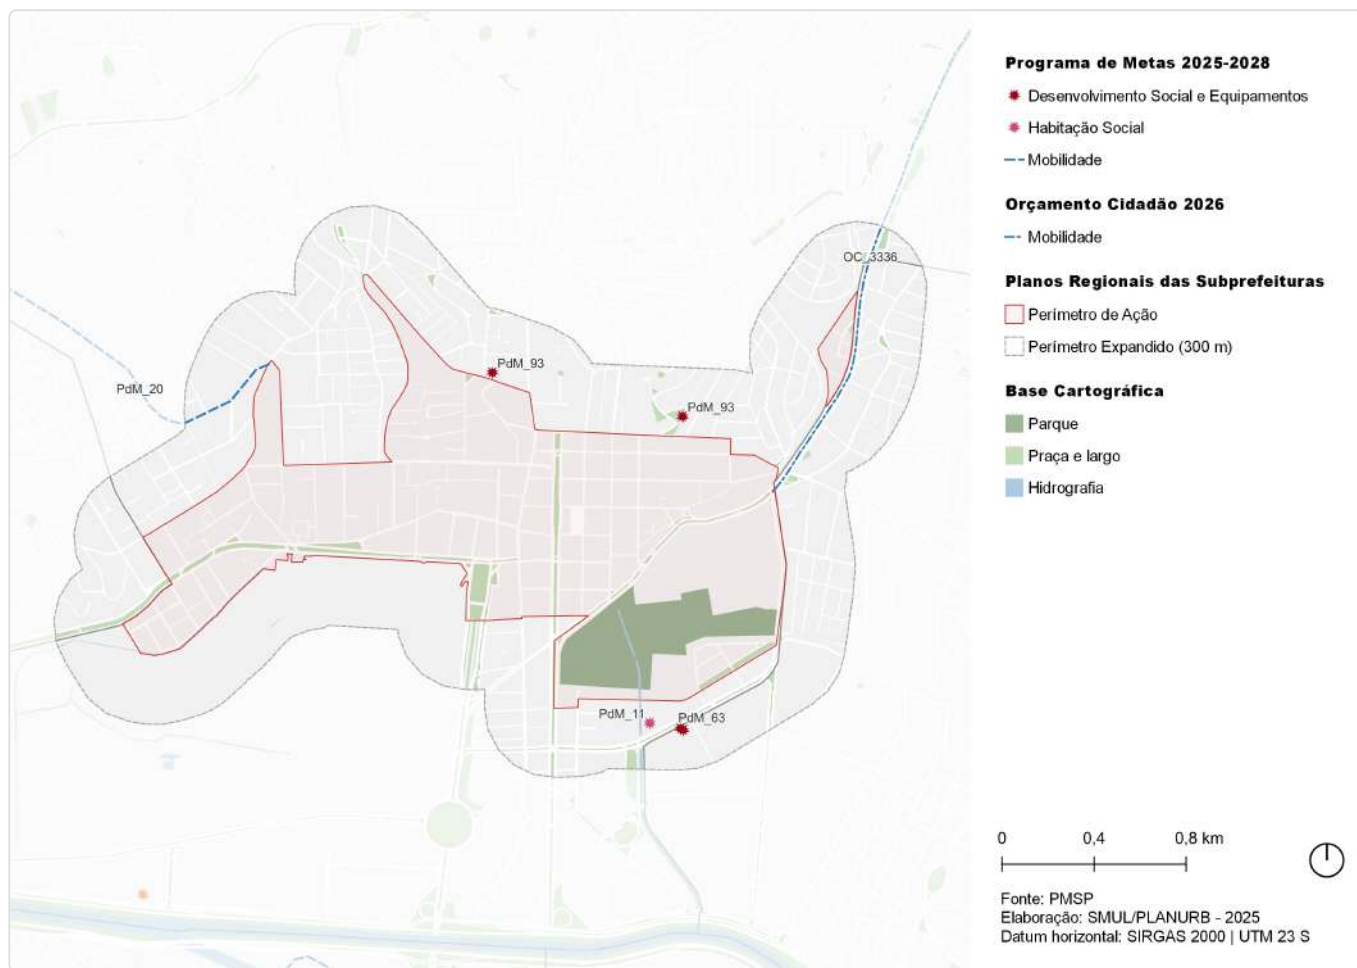 Programa de Metas 2025-2028
Desenvolvimento Social e Equipamentos
Habitação Social
Mobilidade
Orçamento Cidadão 2026
Mobilidade
Planos Regionais das Subprefeituras
Perímetro de Ação
Perímetro Expandido (300 m)
Base Cartográfica
Parque
Praça e largo
Hidrografia
OC_3336
PdM_93
PdM_20
PdM_93
PdM_11
PdM_63
0 0,4 0,8 km
Fonte: PMSP
Elaboração: SMUL/PLANURB - 2025
Datum horizontal: SIRGAS 2000 | UTM 23 S